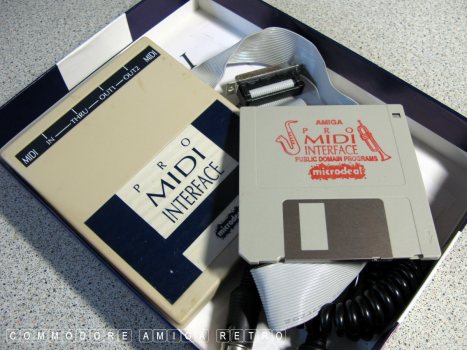 MIDI IN THRU OUT1 OUT2 MIDI
PRO
MIDI
INTERFACE
microdeal
AMIGA
PRO
MIDI
INTERFACE
PUBLIC DOMAIN PROGRAMS
microdeal
COMMODORE AMIGA RETRO